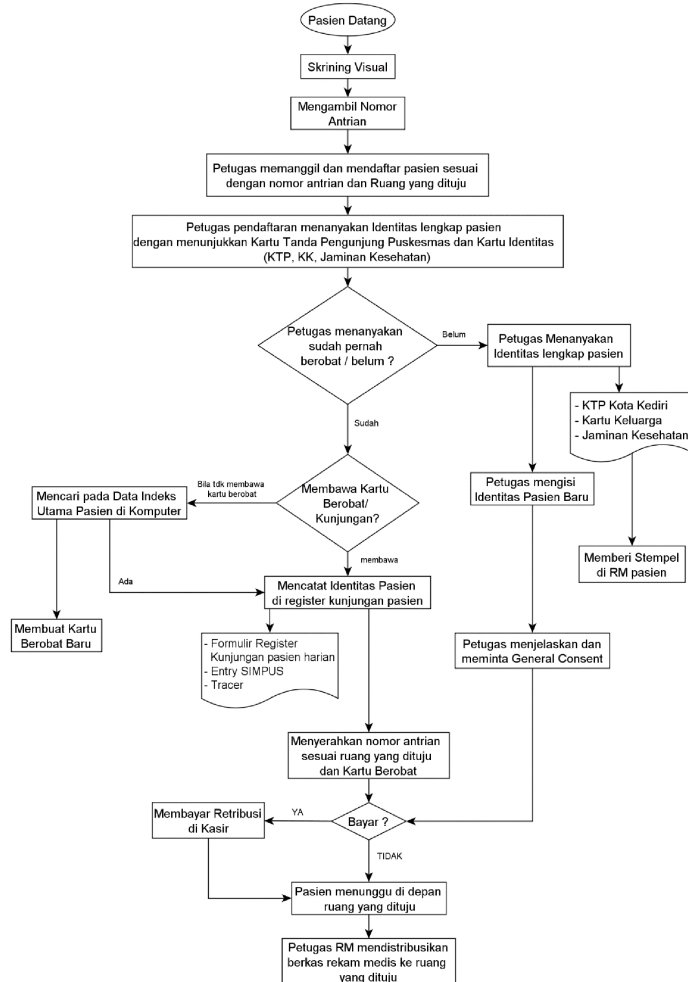 Pasien Datang
Skrining Visual
Mengambil Nomor
Antrian
Petugas memanggil dan mendaftar pasien sesuai
dengan nomor antrian dan Ruang yang dituju
Petugas pendaftaran menanyakan Identitas lengkap pasien
dengan menunjukkan Kartu Tanda Pengunjung Puskesmas dan Kartu Identitas
(KTP, KK, Jaminan Kesehatan)
Petugas menanyakan
sudah pernah
berobat / belum ?
Belum
Petugas Menanyakan
Identitas lengkap pasien
- KTP Kota Kediri
- Kartu Keluarga
- Jaminan Kesehatan
Sudah
Membawa Kartu
Berobat/
Kunjungan?
Bila tdk membawa
kartu berobat
Mencari pada Data Indeks
Utama Pasien di Komputer
Petugas mengisi
Identitas Pasien Baru
Memberi Stempel
di RM pasien
membawa
Ada
Mencatat Identitas Pasien
di register kunjungan pasien
Membuat Kartu
Berobat Baru
- Formulir Register
Kunjungan pasien harian
- Entry SIMPUS
- Tracer
Petugas menjelaskan dan
meminta General Consent
Menyerahkan nomor antrian
sesuai ruang yang dituju
dan Kartu Berobat
Bayar ?
YA
Membayar Retribusi
di Kasir
TIDAK
Pasien menunggu di depan
ruang yang dituju
Petugas RM mendistribusikan
berkas rekam medis ke ruang
yang dituju